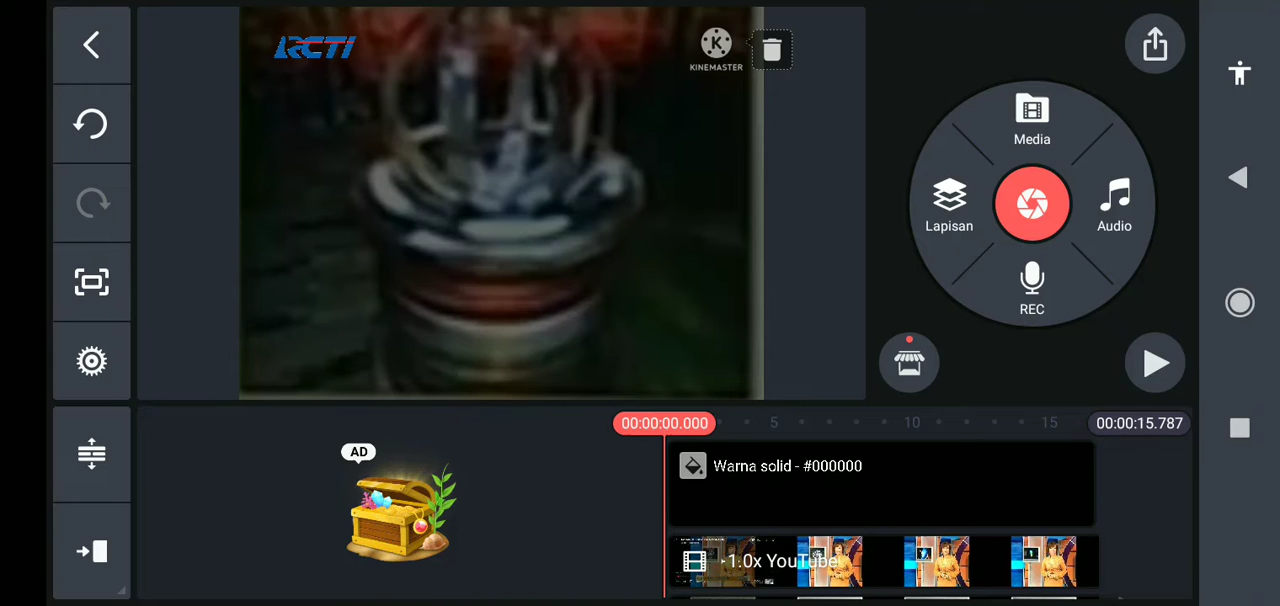 RCTI
KINEMASTER
Media
Lapisan
Audio
REC
00:00:00.000
5
10
15
00:00:15.787
AD
Warna solid - #000000
1.0x YouTube